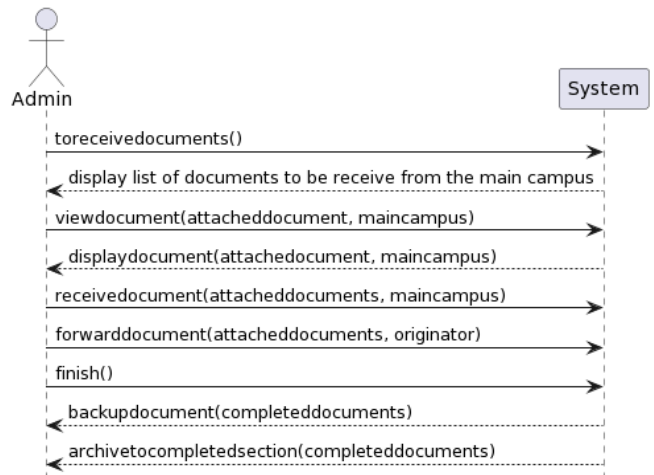 Admin
System
toreceivedocuments()
display list of documents to be receive from the main campus
viewdocument(attacheddocument, maincampus)
displaydocument(attachedocument, maincampus)
receivedocument(attacheddocuments, maincampus)
forwarddocument(attacheddocuments, originator)
finish()
backupdocument(completeddocuments)
archivetocompletedsection(completeddocuments)